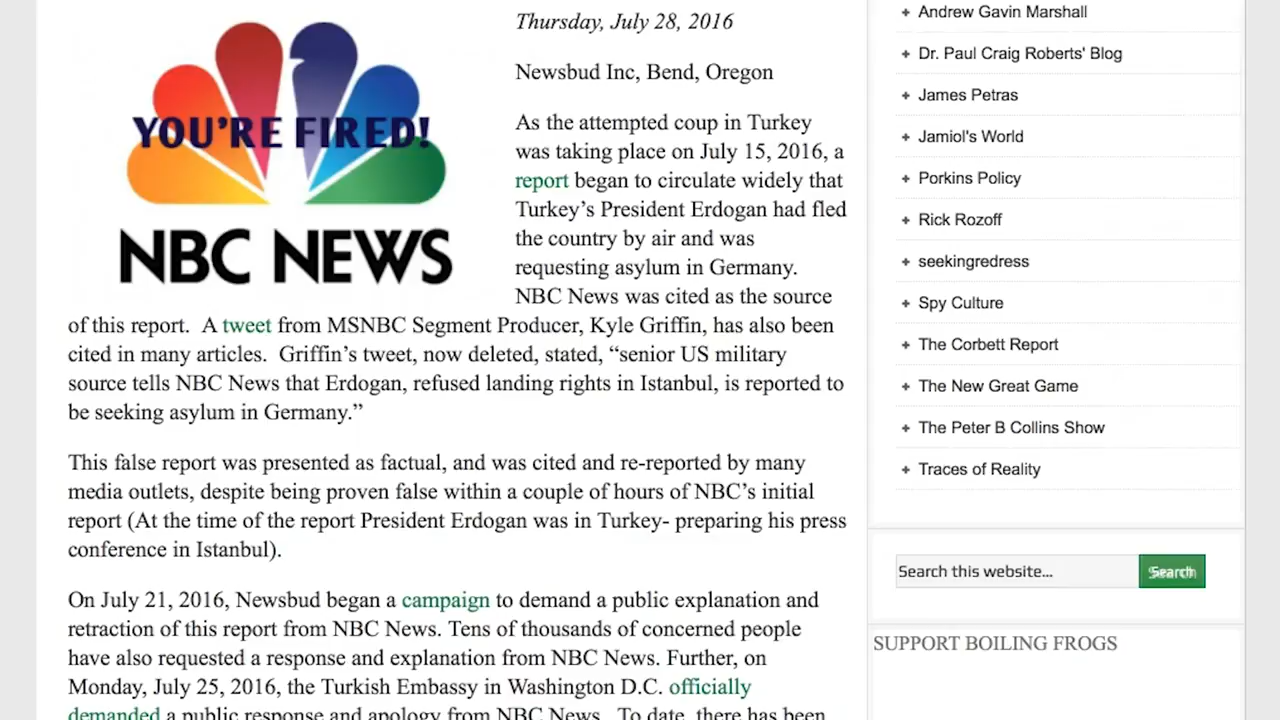 YOU'RE FIRED!
NBC NEWS
Thursday, July 28, 2016
Newsbud Inc, Bend, Oregon
As the attempted coup in Turkey
was taking place on July 15, 2016, a
report began to circulate widely that
Turkey’s President Erdogan had fled
the country by air and was
requesting asylum in Germany.
NBC News was cited as the source
of this report.  A tweet from MSNBC Segment Producer, Kyle Griffin, has also been
cited in many articles.  Griffin’s tweet, now deleted, stated, “senior US military
source tells NBC News that Erdogan, refused landing rights in Istanbul, is reported to
be seeking asylum in Germany.”
This false report was presented as factual, and was cited and re-reported by many
media outlets, despite being proven false within a couple of hours of NBC’s initial
report (At the time of the report President Erdogan was in Turkey- preparing his press
conference in Istanbul).
On July 21, 2016, Newsbud began a campaign to demand a public explanation and
retraction of this report from NBC News. Tens of thousands of concerned people
have also requested a response and explanation from NBC News. Further, on
Monday, July 25, 2016, the Turkish Embassy in Washington D.C. officially
demanded a public response and apology from NBC News.  To date, there has been
Andrew Gavin Marshall
Dr. Paul Craig Roberts' Blog
James Petras
Jamiol's World
Porkins Policy
Rick Rozoff
seekingredress
Spy Culture
The Corbett Report
The New Great Game
The Peter B Collins Show
Traces of Reality
Search this website...
Search
SUPPORT BOILING FROGS